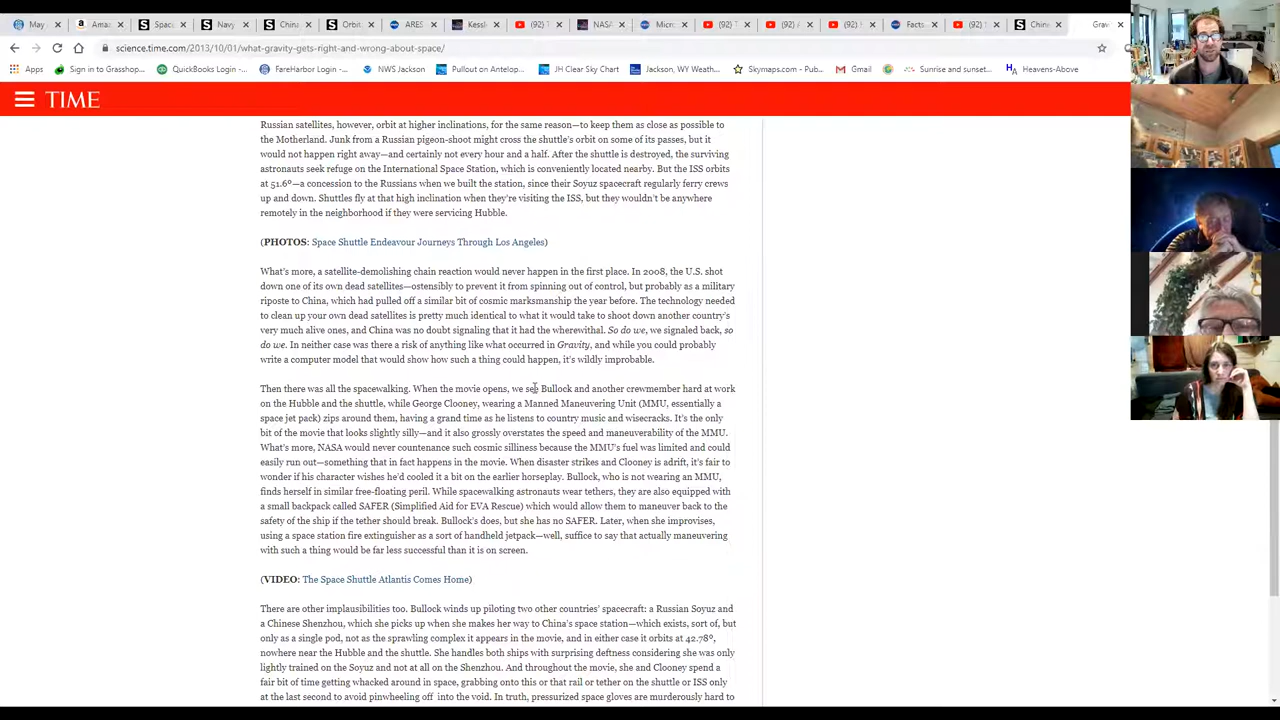 May
Amaz
Spac
Navy
China
Orbit
ARES
Kessle
(92) T
NASA
Micro
(92) T
(92) A
(92)
Facts
(92) T
Chine
Grav
science.time.com/2013/10/01/what-gravity-gets-right-and-wrong-about-space/
Apps
Sign in to Grasshop...
QuickBooks Login -...
FareHarbor Login -...
NWS Jackson
Pullout on Antelop...
JH Clear Sky Chart
Jackson, WY Weath...
Skymaps.com - Pub...
Gmail
Sunrise and sunset...
Heavens-Above
TIME
Russian satellites, however, orbit at higher inclinations, for the same reason—to keep them as close as possible to
the Motherland. Junk from a Russian pigeon-shoot might cross the shuttle's orbit on some of its passes, but it
would not happen right away—and certainly not every hour and a half. After the shuttle is destroyed, the surviving
astronauts seek refuge on the International Space Station, which is conveniently located nearby. But the ISS orbits
at 51.6º—a concession to the Russians when we built the station, since their Soyuz spacecraft regularly ferry crews
up and down. Shuttles fly at that high inclination when they're visiting the ISS, but they wouldn't be anywhere
remotely in the neighborhood if they were servicing Hubble.
(PHOTOS: Space Shuttle Endeavour Journeys Through Los Angeles)
What's more, a satellite-demolishing chain reaction would never happen in the first place. In 2008, the U.S. shot
down one of its own dead satellites—ostensibly to prevent it from spinning out of control, but probably as a military
riposte to China, which had pulled off a similar bit of cosmic marksmanship the year before. The technology needed
to clean up your own dead satellites is pretty much identical to what it would take to shoot down another country's
very much alive ones, and China was no doubt signaling that it had the wherewithal. So do we, we signaled back, so
do we. In neither case was there a risk of anything like what occurred in Gravity, and while you could probably
write a computer model that would show how such a thing could happen, it's wildly improbable.
Then there was all the spacewalking. When the movie opens, we see Bullock and another crewmember hard at work
on the Hubble and the shuttle, while George Clooney, wearing a Manned Maneuvering Unit (MMU, essentially a
space jet pack) zips around them, having a grand time as he listens to country music and wisecracks. It's the only
bit of the movie that looks slightly silly—and it also grossly overstates the speed and maneuverability of the MMU.
What's more, NASA would never countenance such cosmic silliness because the MMU's fuel was limited and could
easily run out—something that in fact happens in the movie. When disaster strikes and Clooney is adrift, it's fair to
wonder if his character wishes he'd cooled it a bit on the earlier horseplay. Bullock, who is not wearing an MMU,
finds herself in similar free-floating peril. While spacewalking astronauts wear tethers, they are also equipped with
a small backpack called SAFER (Simplified Aid for EVA Rescue) which would allow them to maneuver back to the
safety of the ship if the tether should break. Bullock's does, but she has no SAFER. Later, when she improvises,
using a space station fire extinguisher as a sort of handheld jetpack—well, suffice to say that actually maneuvering
with such a thing would be far less successful than it is on screen.
(VIDEO: The Space Shuttle Atlantis Comes Home)
There are other implausibilities too. Bullock winds up piloting two other countries' spacecraft: a Russian Soyuz and
a Chinese Shenzhou, which she picks up when she makes her way to China's space station—which exists, sort of, but
only as a single pod, not as the sprawling complex it appears in the movie, and in either case it orbits at 42.78º,
nowhere near the Hubble and the shuttle. She handles both ships with surprising deftness considering she was only
lightly trained on the Soyuz and not at all on the Shenzhou. And throughout the movie, she and Clooney spend a
fair bit of time getting whacked around in space, grabbing onto this or that rail or tether on the shuttle or ISS only
at the last second to avoid pinwheeling off into the void. In truth, pressurized space gloves are murderously hard to